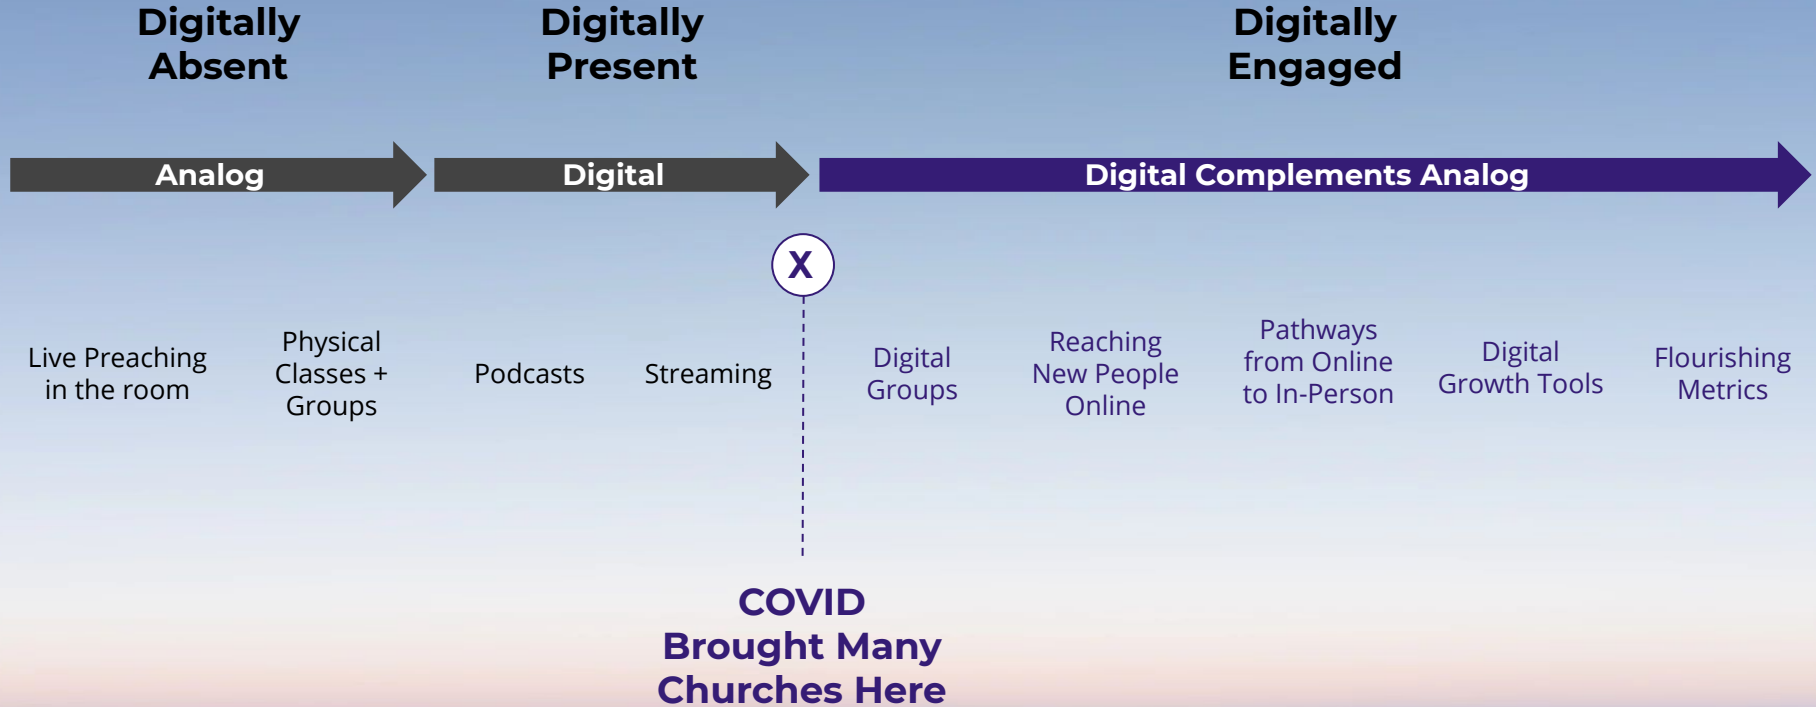 Digitally
Absent
Digitally
Present
Digitally
Engaged
Analog
Digital
Digital Complements Analog
X
Live Preaching
in the room
Physical
Classes +
Groups
Podcasts
Streaming
Digital
Groups
Reaching
New People
Online
Pathways
from Online
to In-Person
Digital
Growth Tools
Flourishing
Metrics
COVID
Brought Many
Churches Here